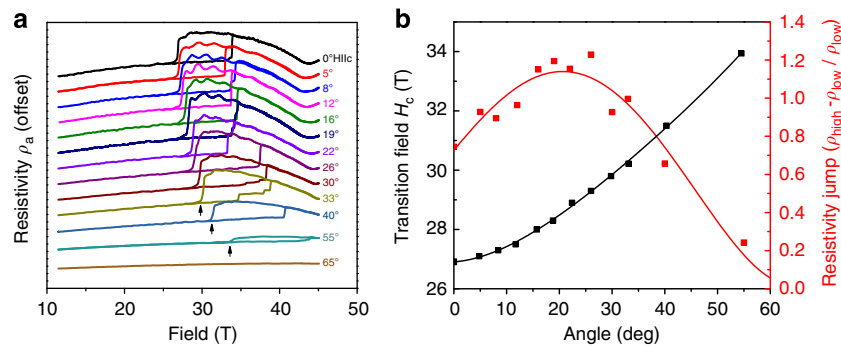 a
Resistivity ρa (offset)
0°HIIc
5°
8°
12°
16°
19°
22°
26°
30°
33°
40°
55°
65°
10 20 30 40 50
Field (T)
b
Transition field Hc (T)
34
32
30
28
26
0 10 20 30 40 50 60
Angle (deg)
1.4
1.2
1.0
0.8
0.6
0.4
0.2
0.0
Resistivity jump (ρhigh -ρlow / ρlow)